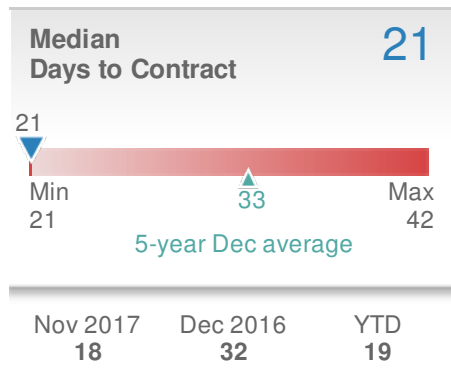 Median
Days to Contract
21
21
Min
21
33
Max
42
5-year Dec average
Nov 2017 Dec 2016 YTD
18 32 19